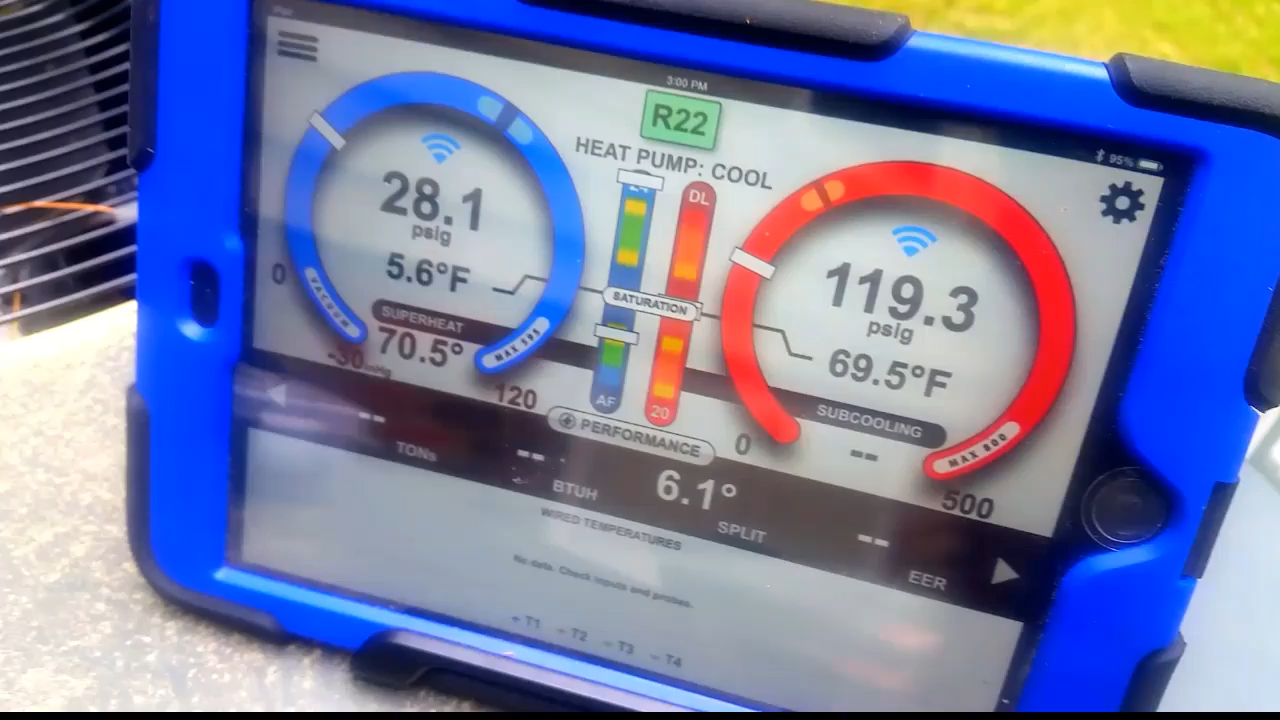 3:00 PM
95%
R22
HEAT PUMP: COOL
28.1
psig
5.6°F
SUPERHEAT
70.5°
0
VACUUM
-30
MAX 595
120
DL
SATURATION
AF
20
119.3
psig
69.5°F
SUBCOOLING
--
0
MAX 800
500
PERFORMANCE
--
TONs
--
BTUH
6.1°
SPLIT
--
EER
WIRED TEMPERATURES
No data. Check inputs and probes.
T1 T2 T3 T4